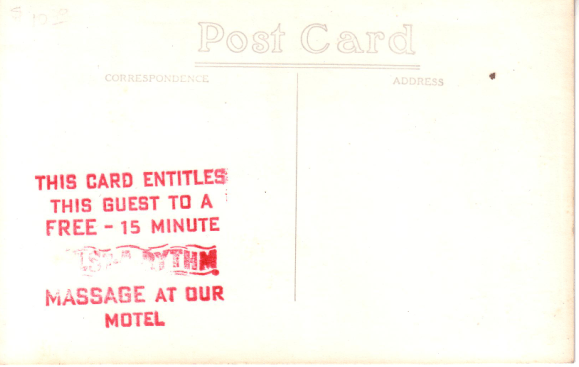 Post Card
CORRESPONDENCE
ADDRESS
THIS CARD ENTITLES
THIS GUEST TO A
FREE - 15 MINUTE
MASSAGE AT OUR
MOTEL